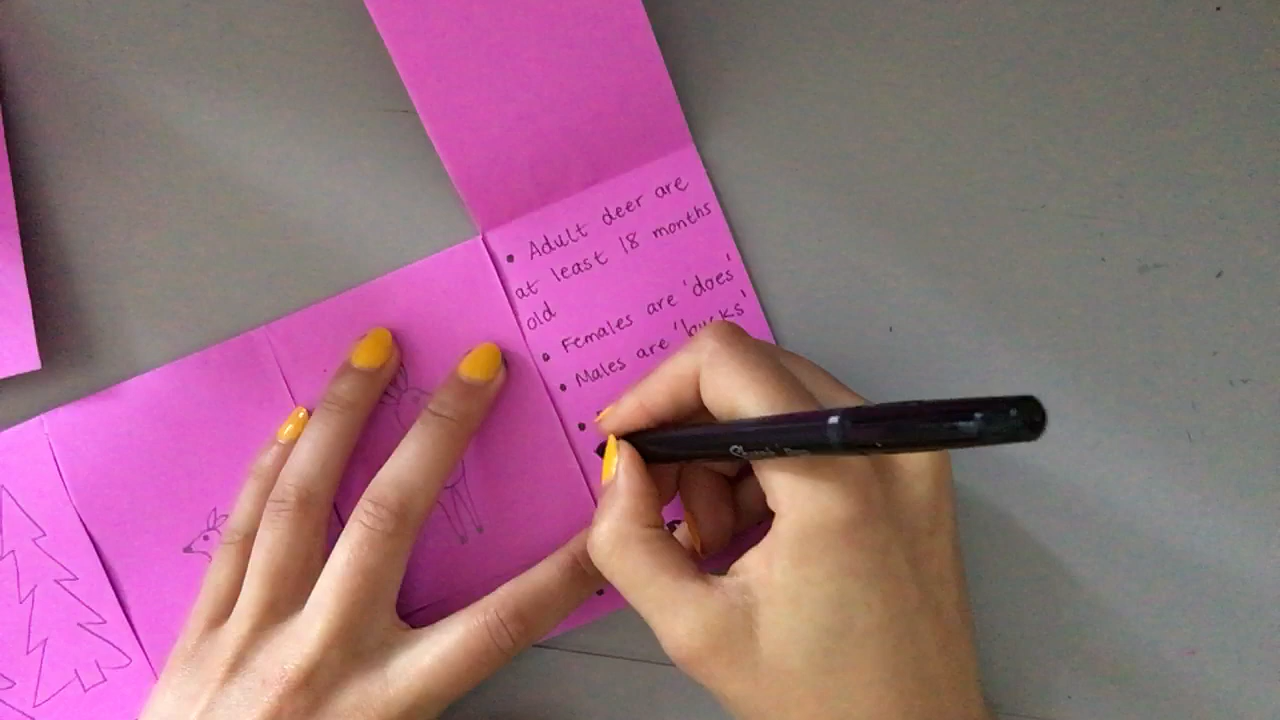 • Adult deer are
at least 18 months
old
• Females are 'does'
• Males are 'bucks'
•